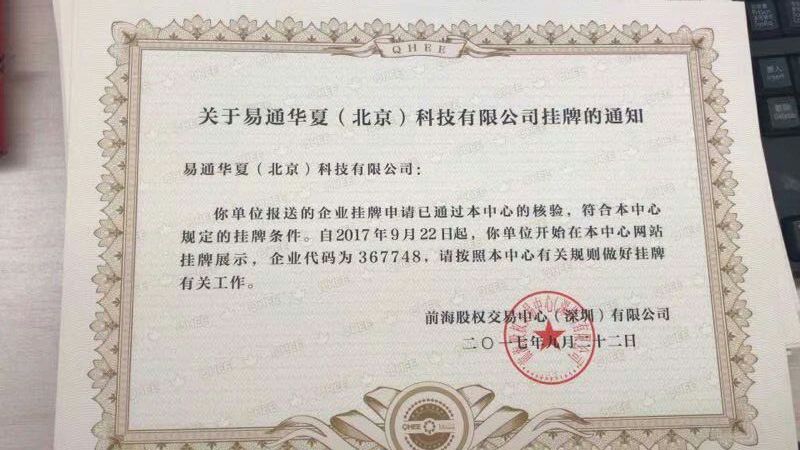 QHEE
关于易通华夏（北京）科技有限公司挂牌的通知
易通华夏（北京）科技有限公司：
你单位报送的企业挂牌申请已通过本中心的核验，符合本中心
规定的挂牌条件。自2017年9月22日起，你单位开始在本中心网站
挂牌展示，企业代码为367748，请按照本中心有关规则做好挂牌
有关工作。
前海股权交易中心（深圳）有限公司
二〇一七年九月二十二日
QHEE
Insert
Delete